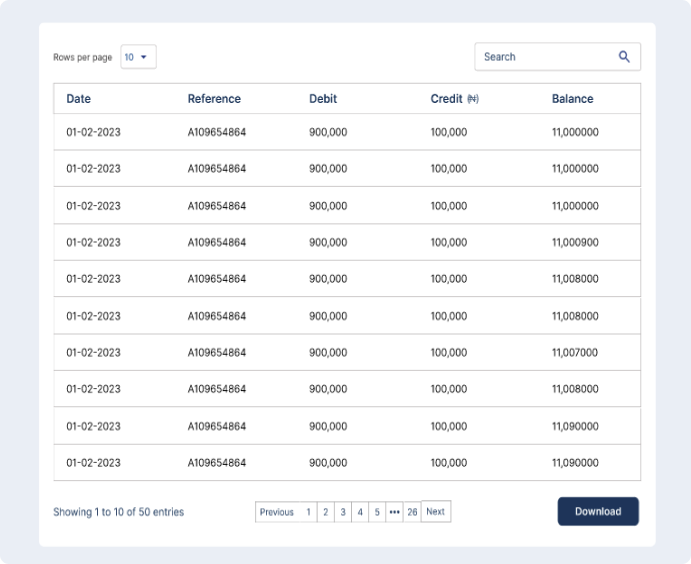 Rows per page 10 Search
Date Reference Debit Credit (₦) Balance
01-02-2023 A109654864 900,000 100,000 11,000000
01-02-2023 A109654864 900,000 100,000 11,000000
01-02-2023 A109654864 900,000 100,000 11,000000
01-02-2023 A109654864 900,000 100,000 11,000900
01-02-2023 A109654864 900,000 100,000 11,008000
01-02-2023 A109654864 900,000 100,000 11,008000
01-02-2023 A109654864 900,000 100,000 11,007000
01-02-2023 A109654864 900,000 100,000 11,008000
01-02-2023 A109654864 900,000 100,000 11,090000
01-02-2023 A109654864 900,000 100,000 11,090000
Showing 1 to 10 of 50 entries Previous 1 2 3 4 5 ••• 26 Next Download